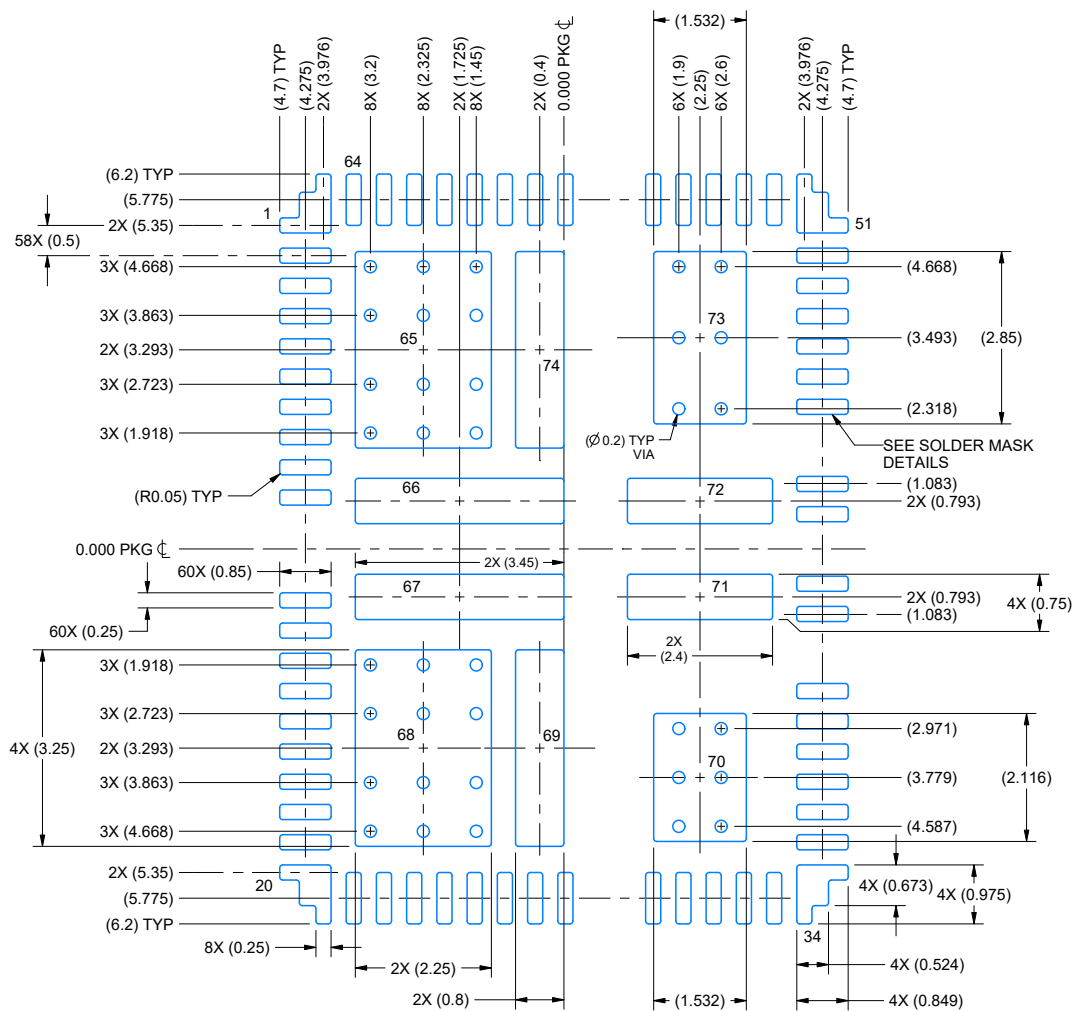 (4.7) TYP
(4.275)
2X (3.976)
8X (3.2)
8X (2.325)
2X (1.725)
8X (1.45)
2X (0.4)
0.000 PKG ℄
(1.532)
6X (1.9)
(2.25)
6X (2.6)
2X (3.976)
(4.275)
(4.7) TYP
(6.2) TYP
64
(5.775)
1
2X (5.35)
51
58X (0.5)
3X (4.668)
(4.668)
3X (3.863)
73
65
(3.493)
2X (3.293)
74
(2.85)
3X (2.723)
(2.318)
3X (1.918)
(Ø0.2) TYP
VIA
SEE SOLDER MASK
DETAILS
(R0.05) TYP
66
72
(1.083)
2X (0.793)
0.000 PKG ℄
60X (0.85)
2X (3.45)
67
71
2X (0.793)
4X (0.75)
(1.083)
60X (0.25)
2X
(2.4)
3X (1.918)
3X (2.723)
(2.971)
4X (3.25)
2X (3.293)
68
69
70
(3.779)
(2.116)
3X (3.863)
3X (4.668)
(4.587)
2X (5.35)
20
4X (0.673)
4X (0.975)
(5.775)
(6.2) TYP
34
8X (0.25)
2X (2.25)
4X (0.524)
2X (0.8)
(1.532)
4X (0.849)